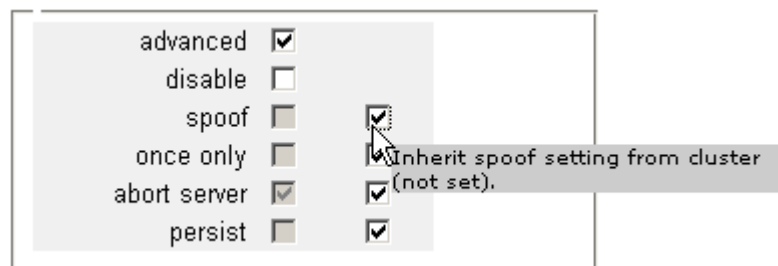 advanced
disable
spoof
once only
Inherit spoof setting from cluster
(not set).
abort server
persist